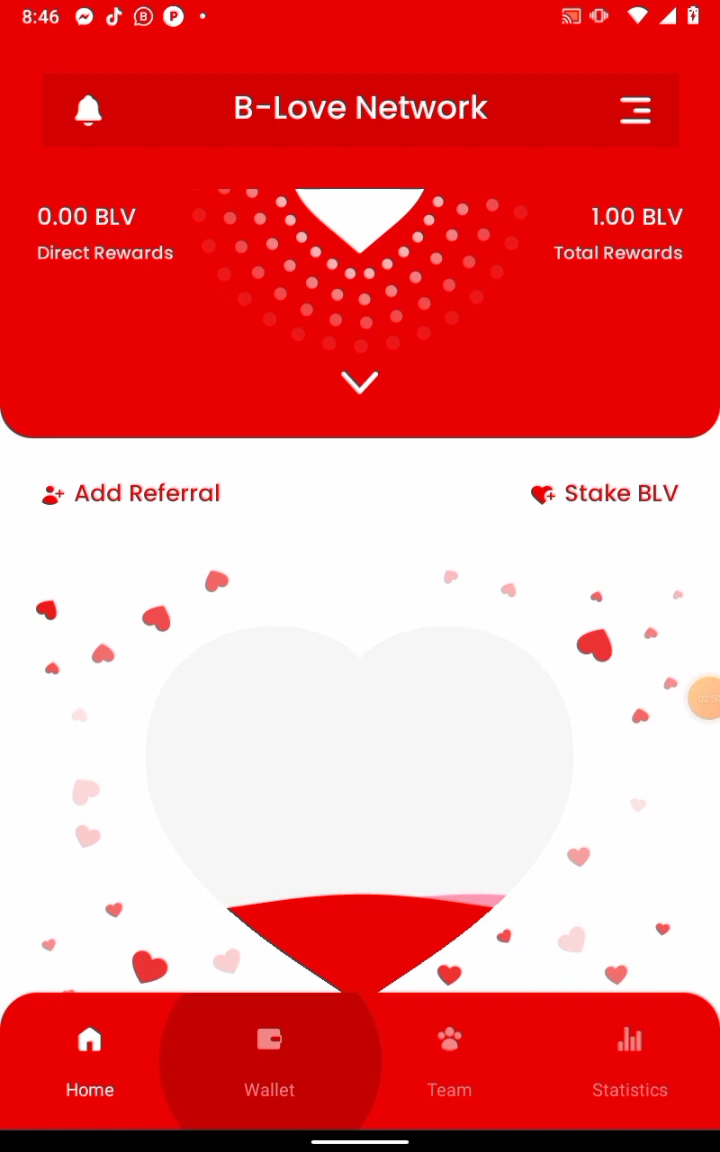 8:46
B-Love Network
0.00 BLV
1.00 BLV
Direct Rewards
Total Rewards
Add Referral
Stake BLV
Home
Wallet
Team
Statistics